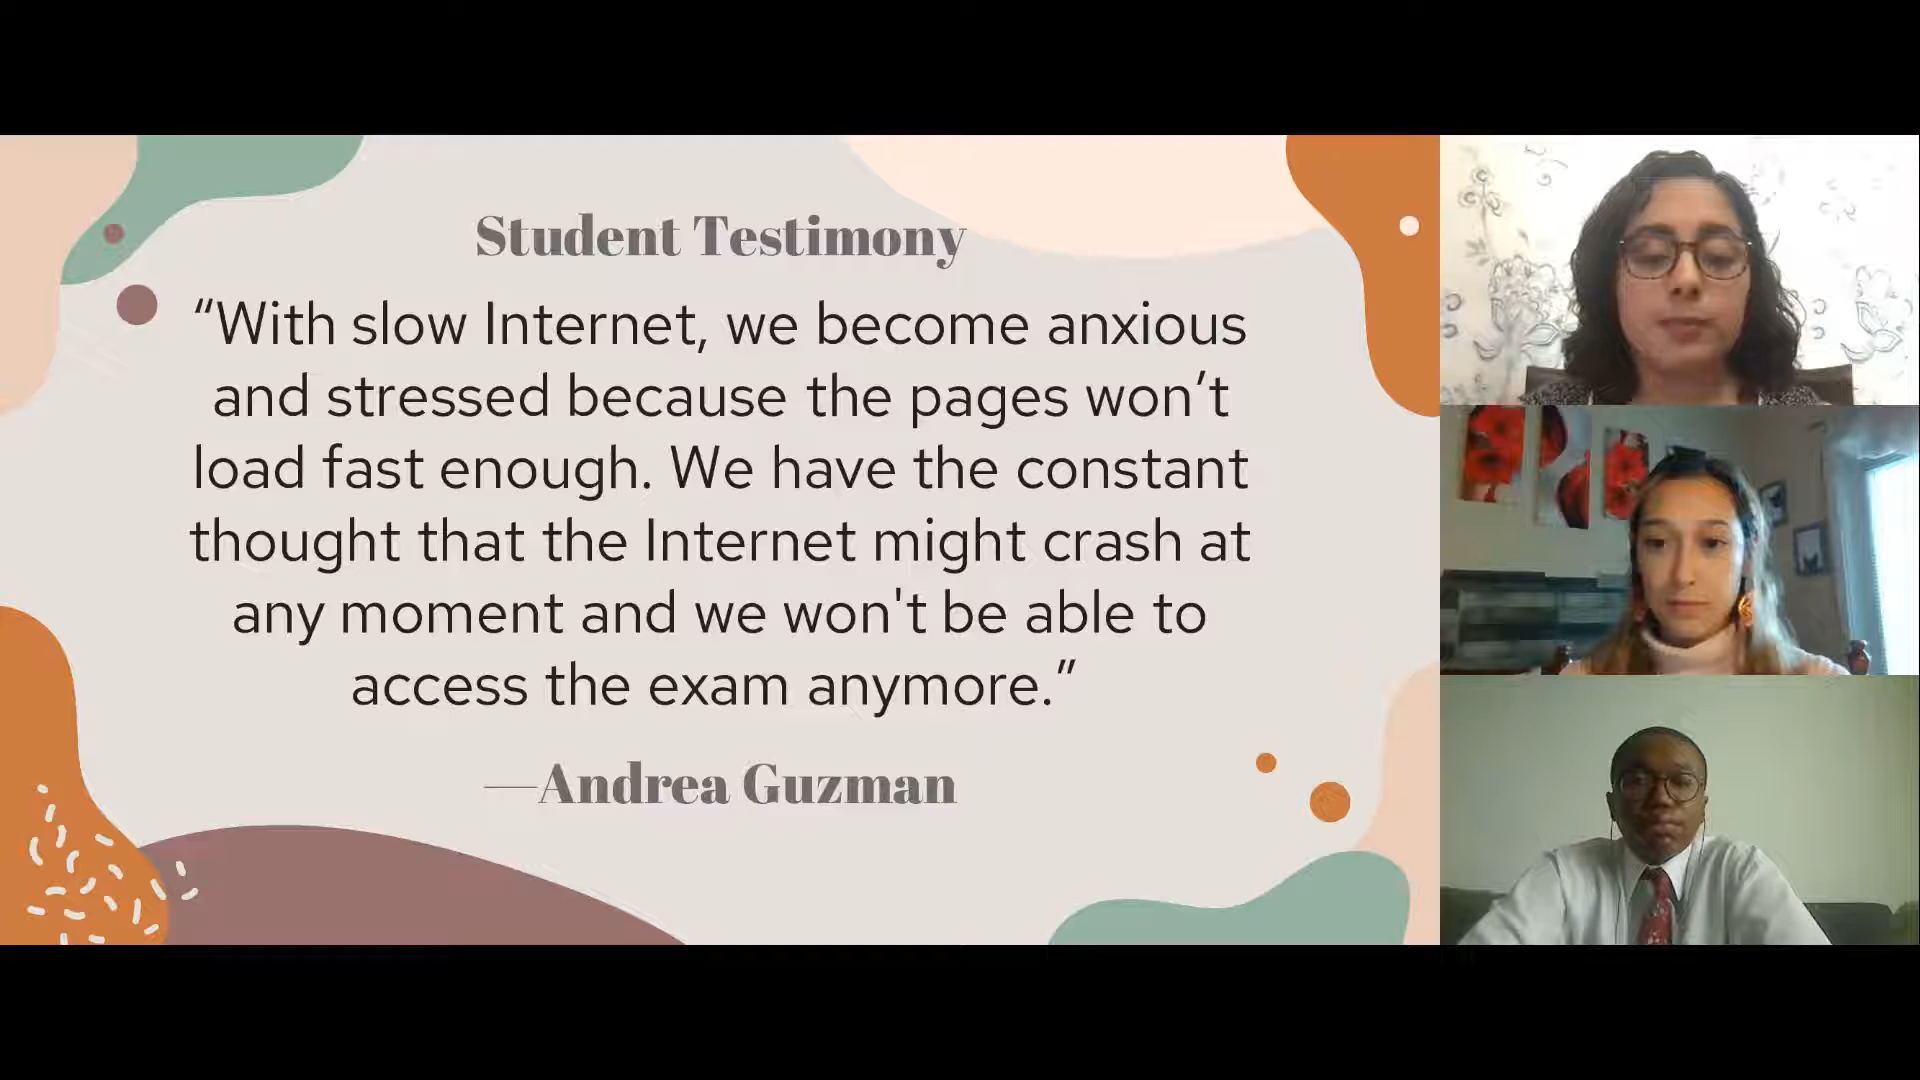 Student Testimony
“With slow Internet, we become anxious
and stressed because the pages won’t
load fast enough. We have the constant
thought that the Internet might crash at
any moment and we won't be able to
access the exam anymore.”
—Andrea Guzman